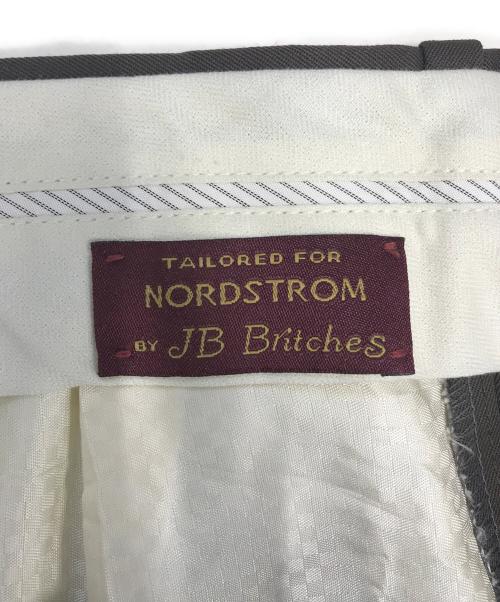 TAILORED FOR
NORDSTROM
BY JB Britches